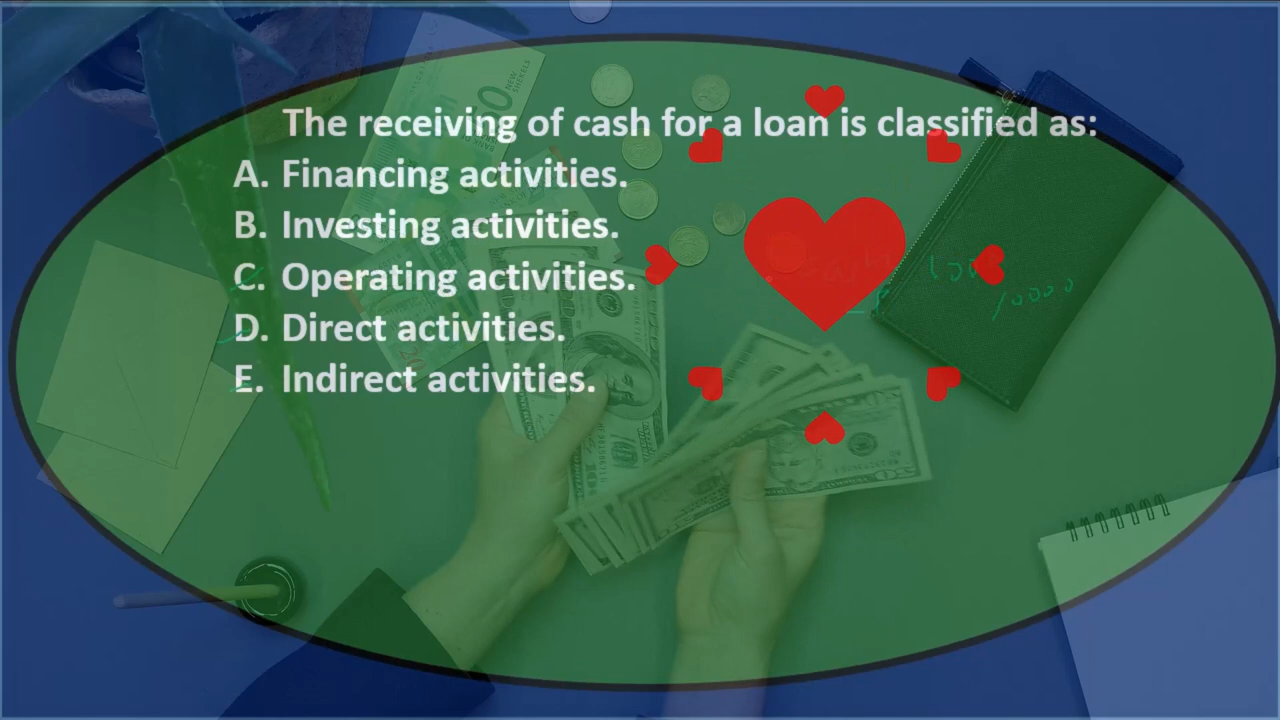 The receiving of cash for a loan is classified as:
A. Financing activities.
B. Investing activities.
C. Operating activities.
D. Direct activities.
E. Indirect activities.
10000